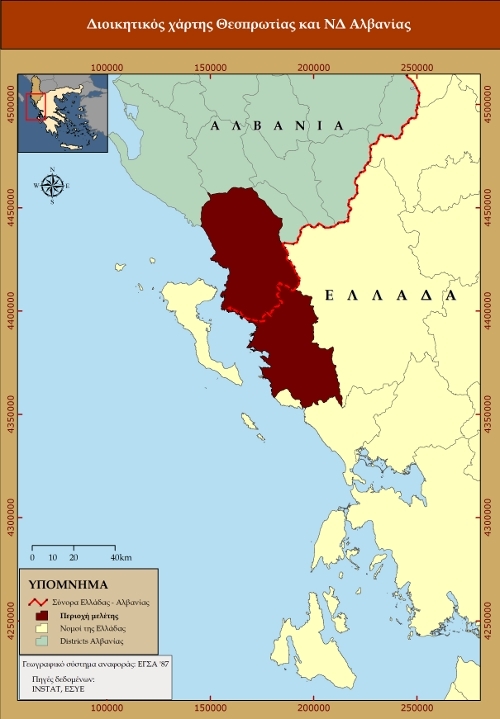 Διοικητικός χάρτης Θεσπρωτίας και ΝΔ Αλβανίας
100000 150000 200000 250000
4500000
4450000
4400000
4350000
4300000
4250000
4500000
4450000
4400000
4350000
4300000
4250000
N
W E
S
ΑΛΒΑΝΙΑ
ΕΛΛΑΔΑ
0 10 20 40km
ΥΠΟΜΝΗΜΑ
Σύνορα Ελλάδας - Αλβανίας
Περιοχή μελέτης
Νομοί της Ελλάδας
Districts Αλβανίας
Γεωγραφικό σύστημα αναφοράς: ΕΓΣΑ '87
Πηγές δεδομένων:
INSTAT, ΕΣΥΕ
100000 150000 200000 250000